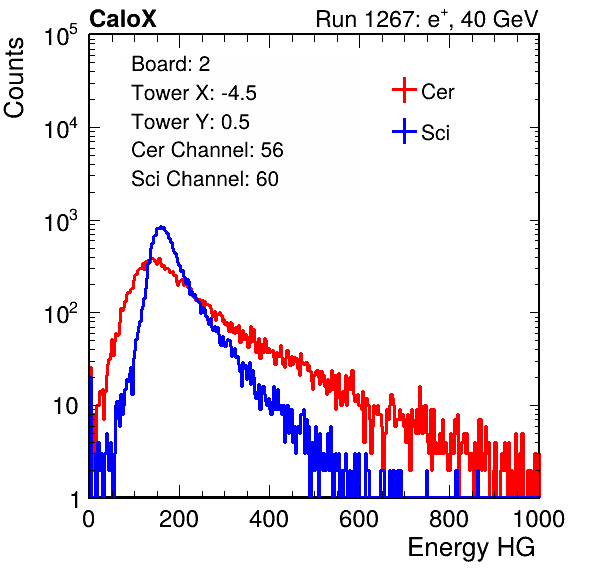 CaloX Run 1267: e⁺, 40 GeV
Counts
Board: 2
Tower X: -4.5
Tower Y: 0.5
Cer Channel: 56
Sci Channel: 60
Cer
Sci
10⁵
10⁴
10³
10²
10
1
0 200 400 600 800 1000
Energy HG